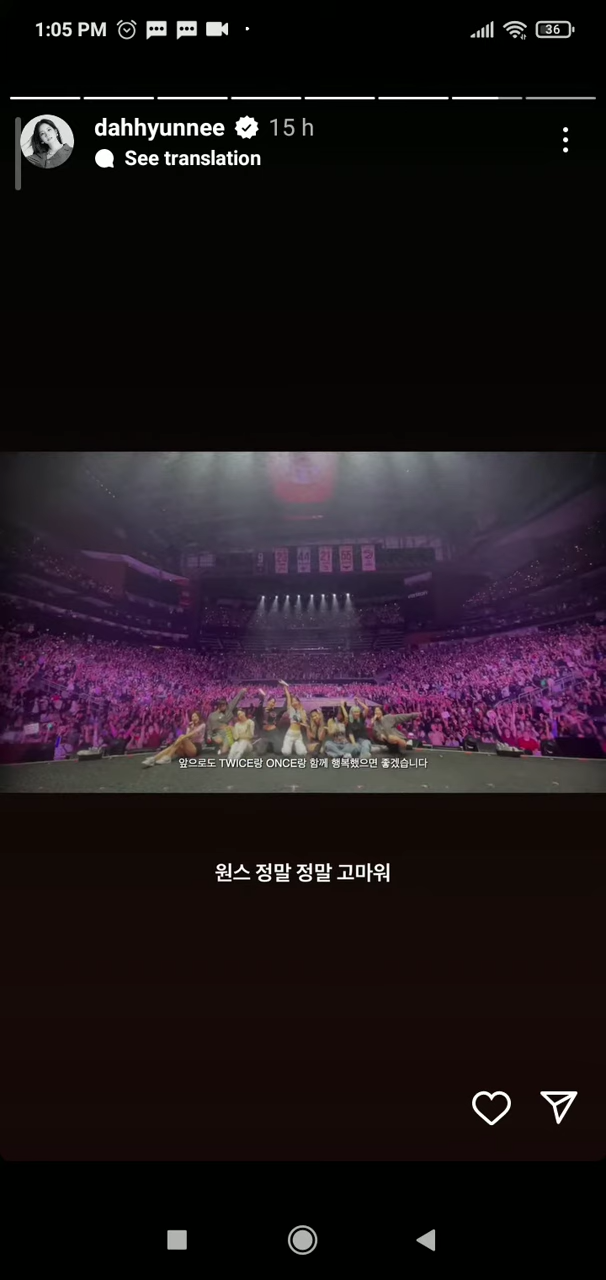 1:05 PM
36
dahhyunnee 15 h
See translation
앞으로도 TWICE랑 ONCE랑 함께 행복했으면 좋겠습니다
원스 정말 정말 고마워